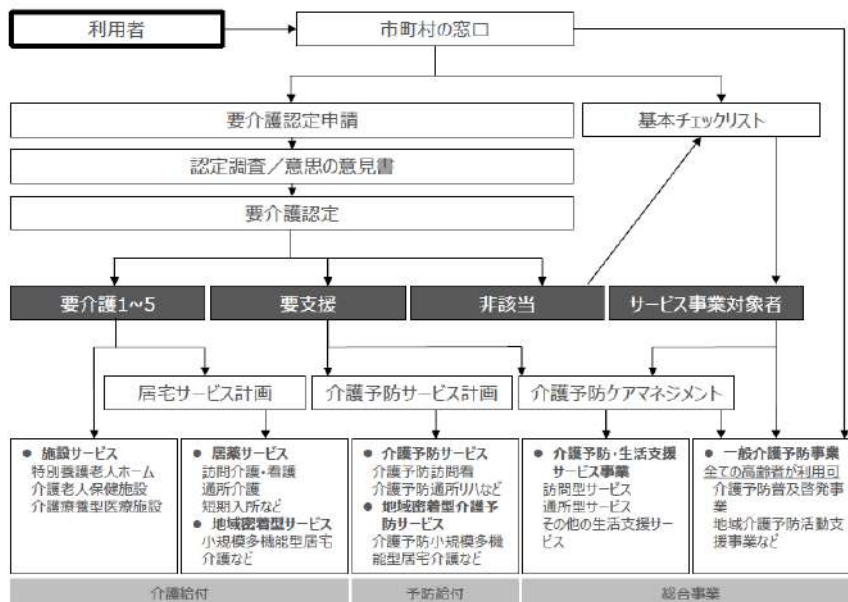 利用者
市町村の窓口
要介護認定申請
基本チェックリスト
認定調査／意思の意見書
要介護認定
要介護1~5
要支援
非該当
サービス事業対象者
居宅サービス計画
介護予防サービス計画
介護予防ケアマネジメント
● 施設サービス
特別養護老人ホーム
介護老人保健施設
介護療養型医療施設
● 居薬サービス
訪問介護・看護
通所介護
短期入所など
● 地域密着型サービス
小規模多機能型居宅
介護など
● 介護予防サービス
介護予防訪問看
介護予防通所リハなど
● 地域密着型介護予
防サービス
介護予防小規模多機
能型居宅介護など
● 介護予防・生活支援
サービス事業
訪問型サービス
通所型サービス
その他の生活支援サー
ビス
● 一般介護予防事業
全ての高齢者が利用可
介護予防普及啓発事
業
地域介護予防活動支
援事業など
介護給付
予防給付
総合事業